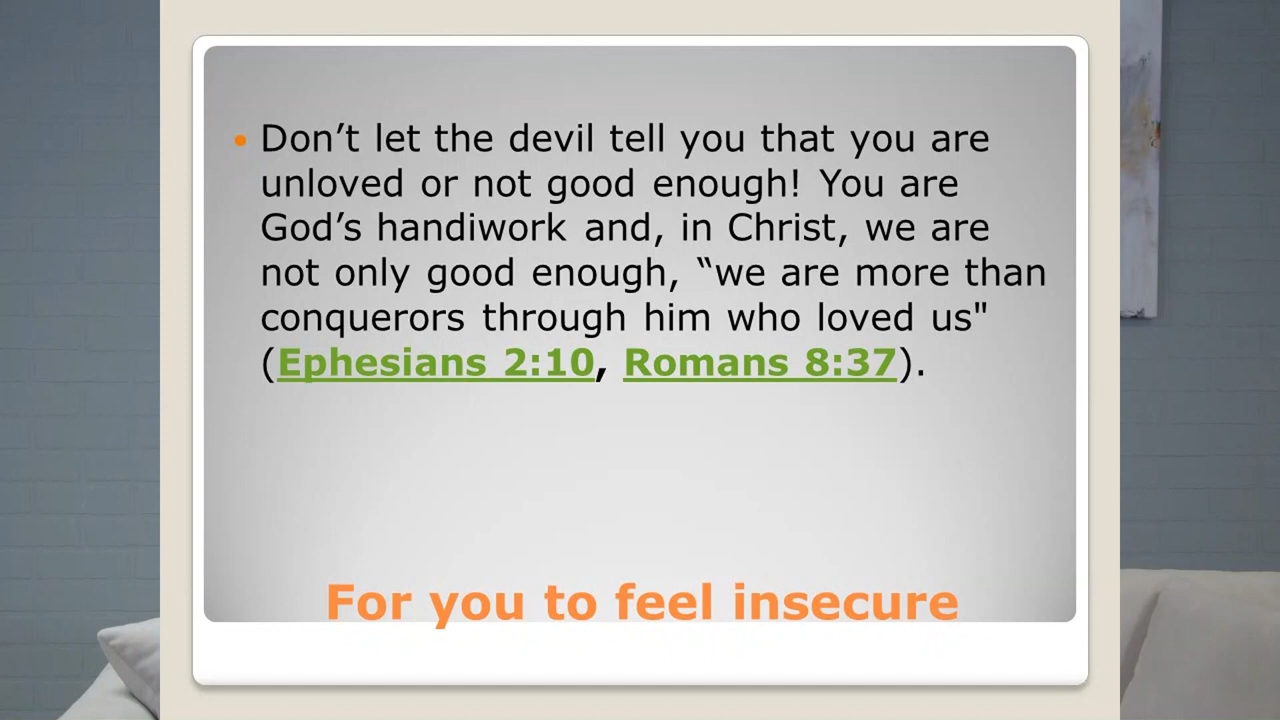 Don’t let the devil tell you that you are
unloved or not good enough! You are
God’s handiwork and, in Christ, we are
not only good enough, “we are more than
conquerors through him who loved us"
(Ephesians 2:10, Romans 8:37).
For you to feel insecure